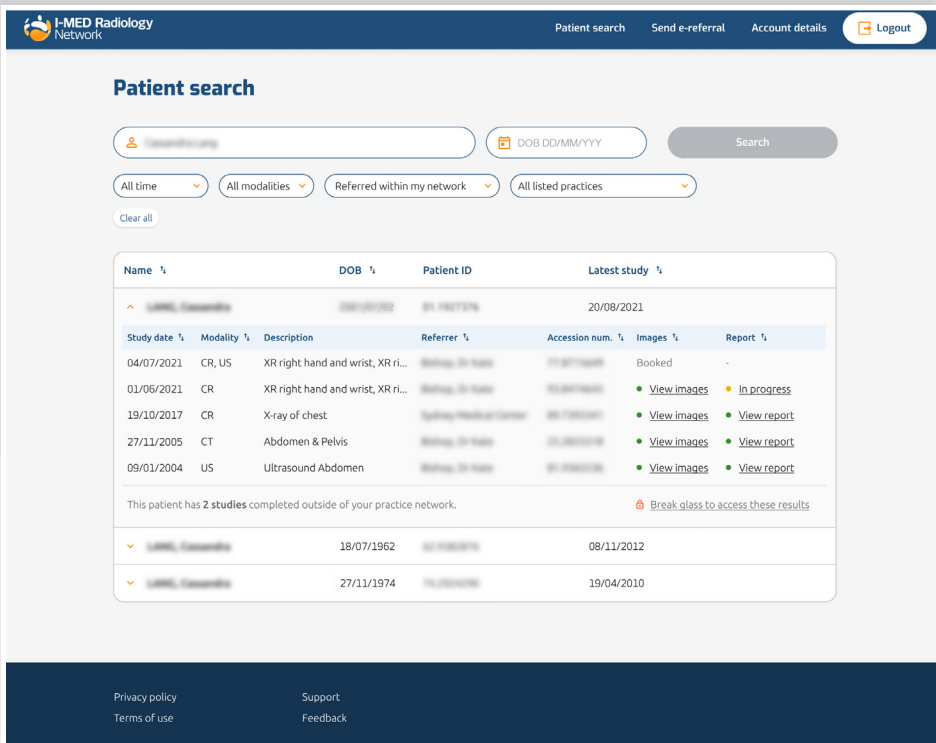 I-MED Radiology
Network
Patient search Send e-referral Account details Logout
Patient search
DOB DD/MM/YYY Search
All time All modalities Referred within my network All listed practices
Clear all
Name DOB Patient ID Latest study
20/08/2021
Study date Modality Description Referrer Accession num. Images Report
04/07/2021 CR, US XR right hand and wrist, XR ri... Booked -
01/06/2021 CR XR right hand and wrist, XR ri... View images In progress
19/10/2017 CR X-ray of chest View images View report
27/11/2005 CT Abdomen & Pelvis View images View report
09/01/2004 US Ultrasound Abdomen View images View report
This patient has 2 studies completed outside of your practice network. Break glass to access these results
18/07/1962 08/11/2012
27/11/1974 19/04/2010
Privacy policy Support
Terms of use Feedback